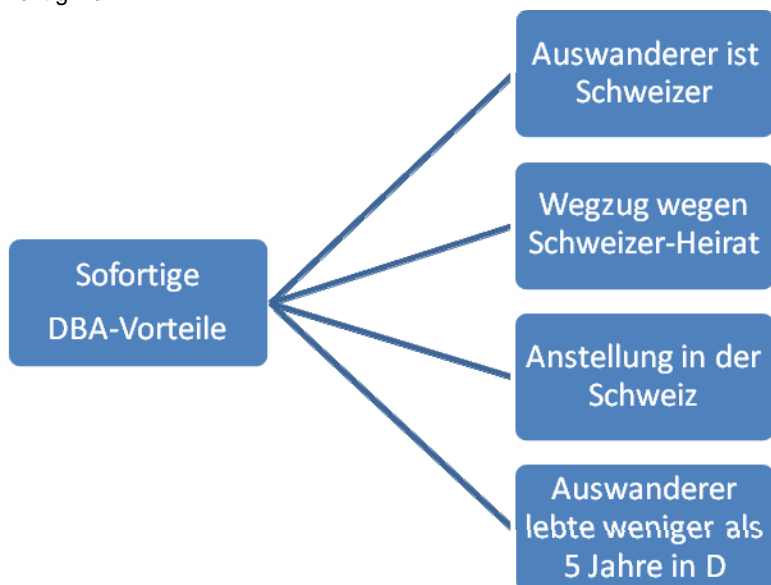 Auswanderer ist
Schweizer
Wegzug wegen
Schweizer-Heirat
Sofortige
DBA-Vorteile
Anstellung in der
Schweiz
Auswanderer
lebte weniger als
5 Jahre in D